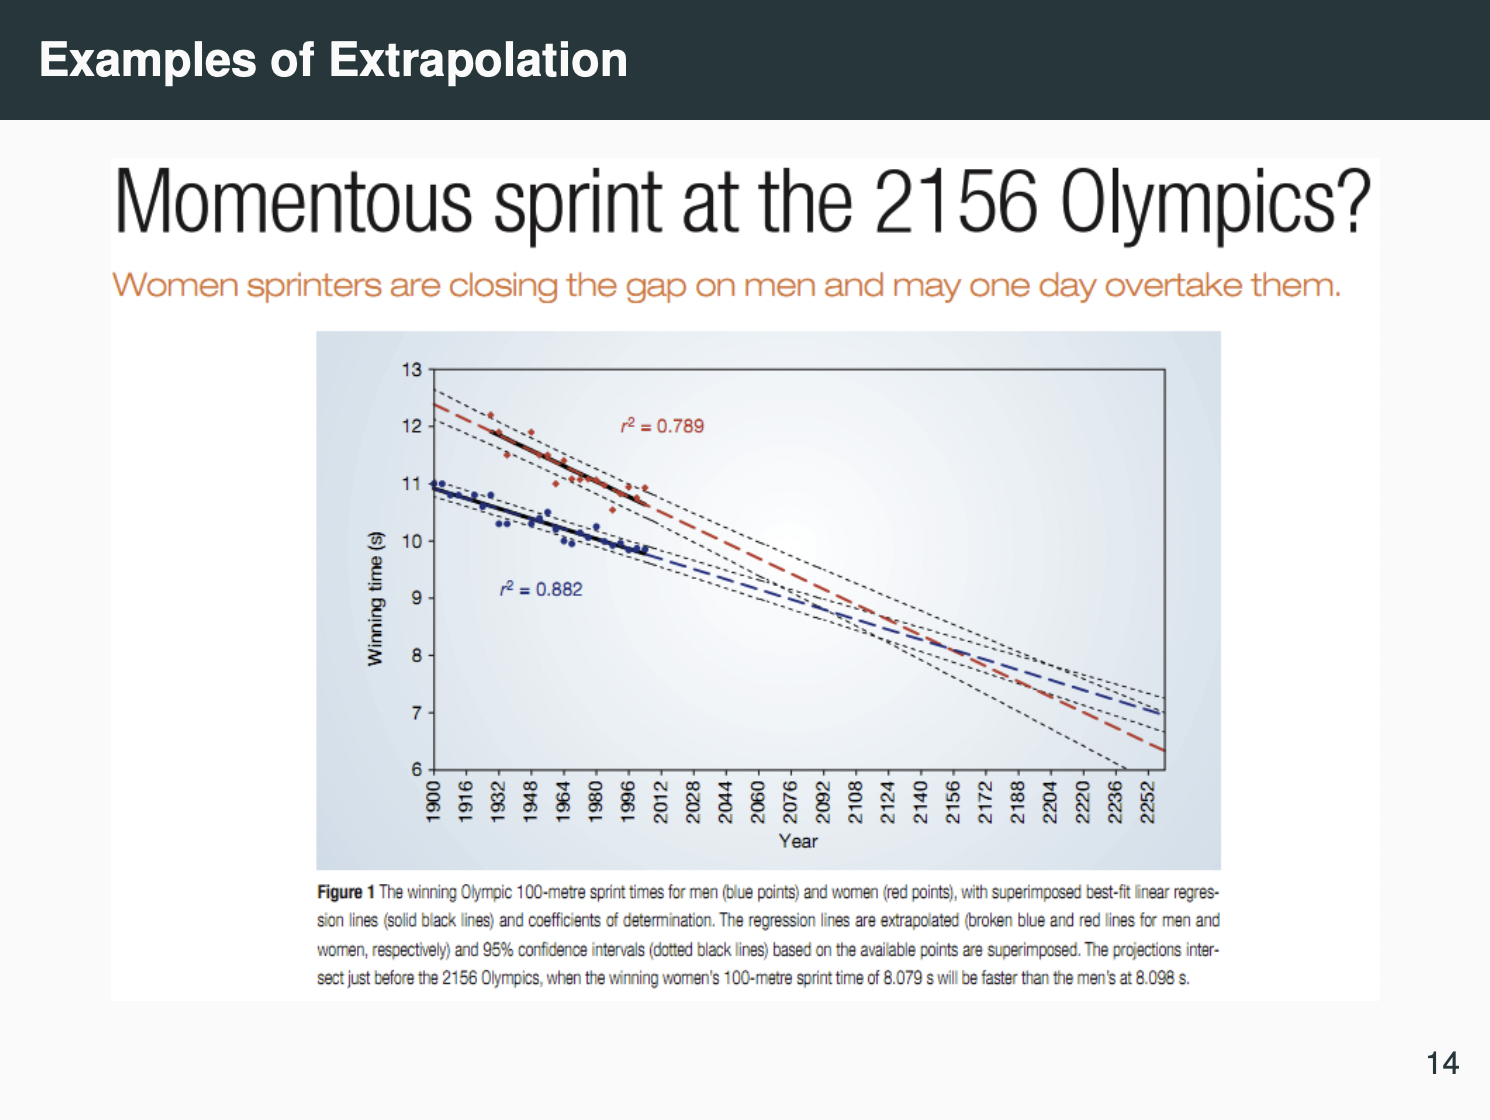 Examples of Extrapolation
Momentous sprint at the 2156 Olympics?
Women sprinters are closing the gap on men and may one day overtake them.
13
12
11
10
9
8
7
6
Winning time (s)
r² = 0.789
r² = 0.882
1900 1916 1932 1948 1964 1980 1996 2012 2028 2044 2060 2076 2092 2108 2124 2140 2156 2172 2188 2204 2220 2236 2252
Year
Figure 1 The winning Olympic 100-metre sprint times for men (blue points) and women (red points), with superimposed best-fit linear regres-
sion lines (solid black lines) and coefficients of determination. The regression lines are extrapolated (broken blue and red lines for men and
women, respectively) and 95% confidence intervals (dotted black lines) based on the available points are superimposed. The projections inter-
sect just before the 2156 Olympics, when the winning women's 100-metre sprint time of 8.079 s will be faster than the men's at 8.098 s.
14